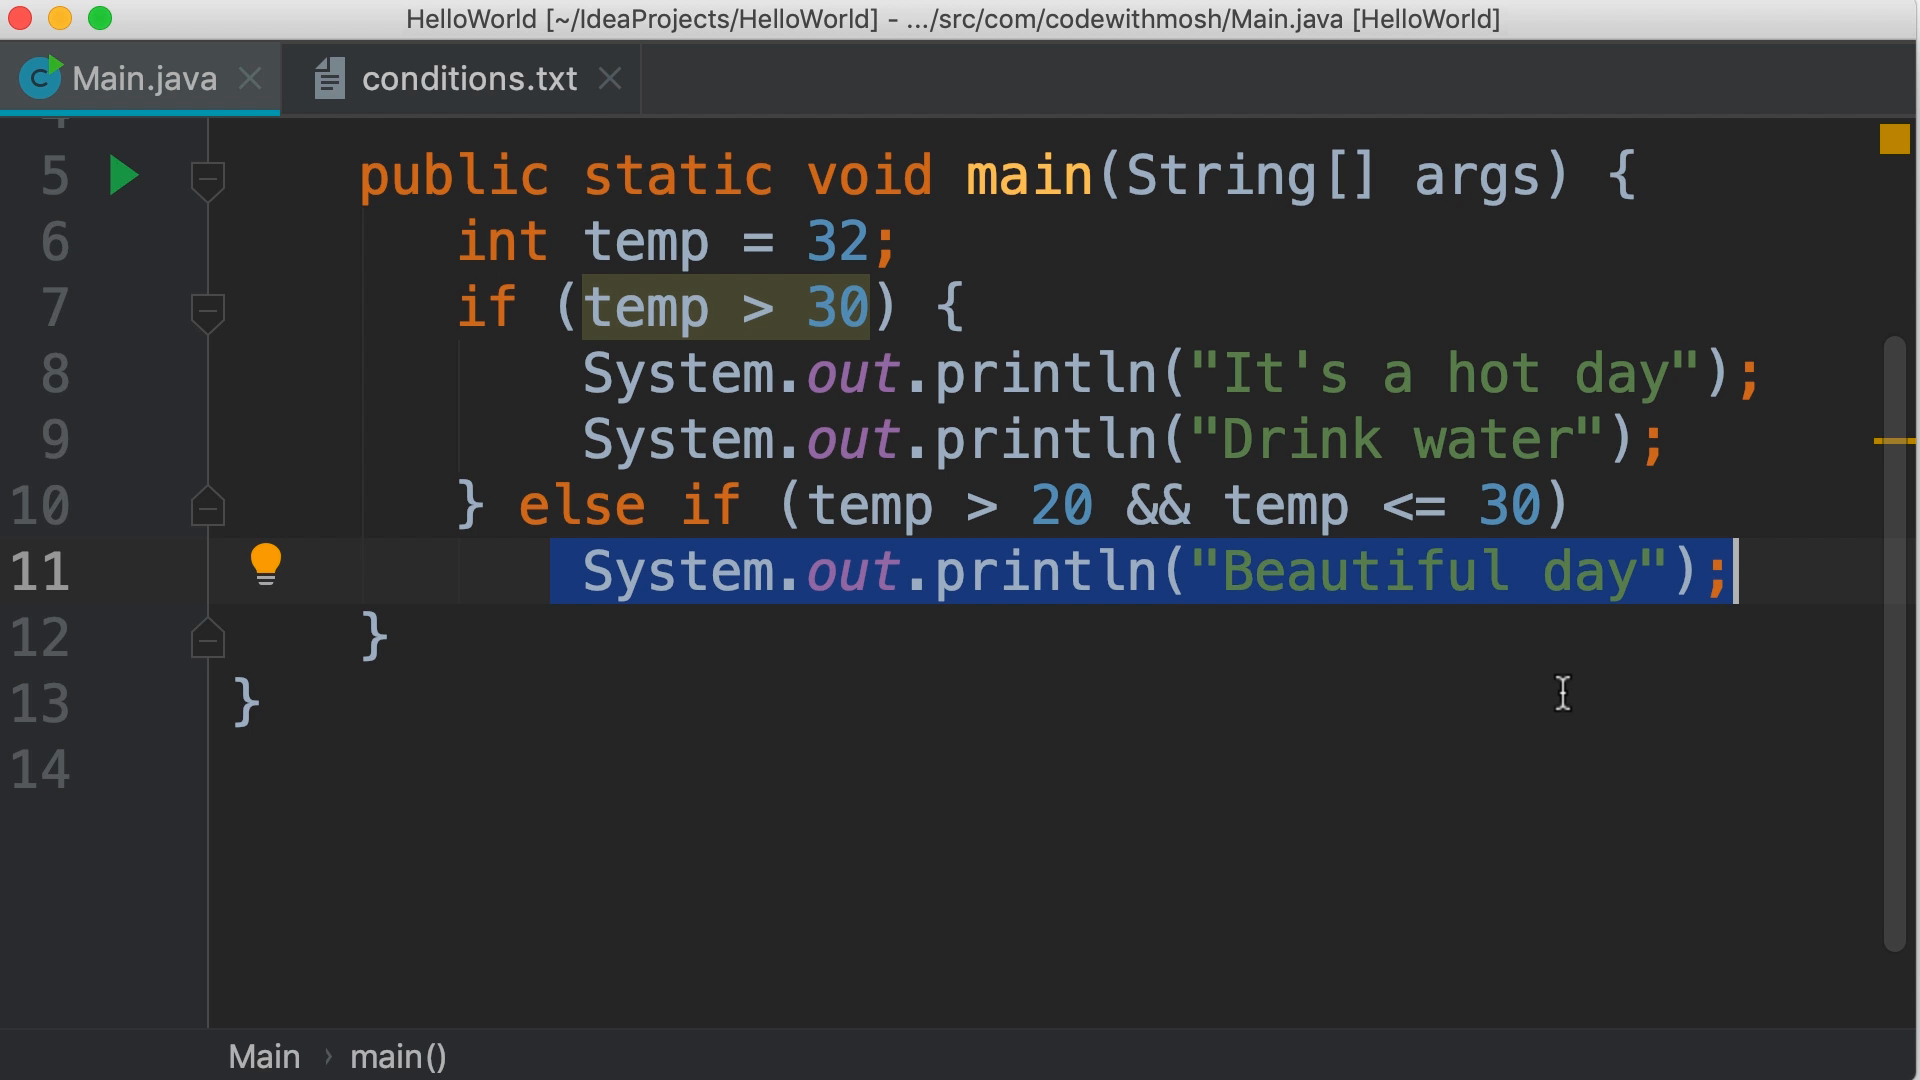 HelloWorld [~/IdeaProjects/HelloWorld] - .../src/com/codewithmosh/Main.java [HelloWorld]
Main.java conditions.txt
5 public static void main(String[] args) {
6 int temp = 32;
7 if (temp > 30) {
8 System.out.println("It's a hot day");
9 System.out.println("Drink water");
10 } else if (temp > 20 && temp <= 30)
11 System.out.println("Beautiful day");
12 }
13 }
14
Main › main()